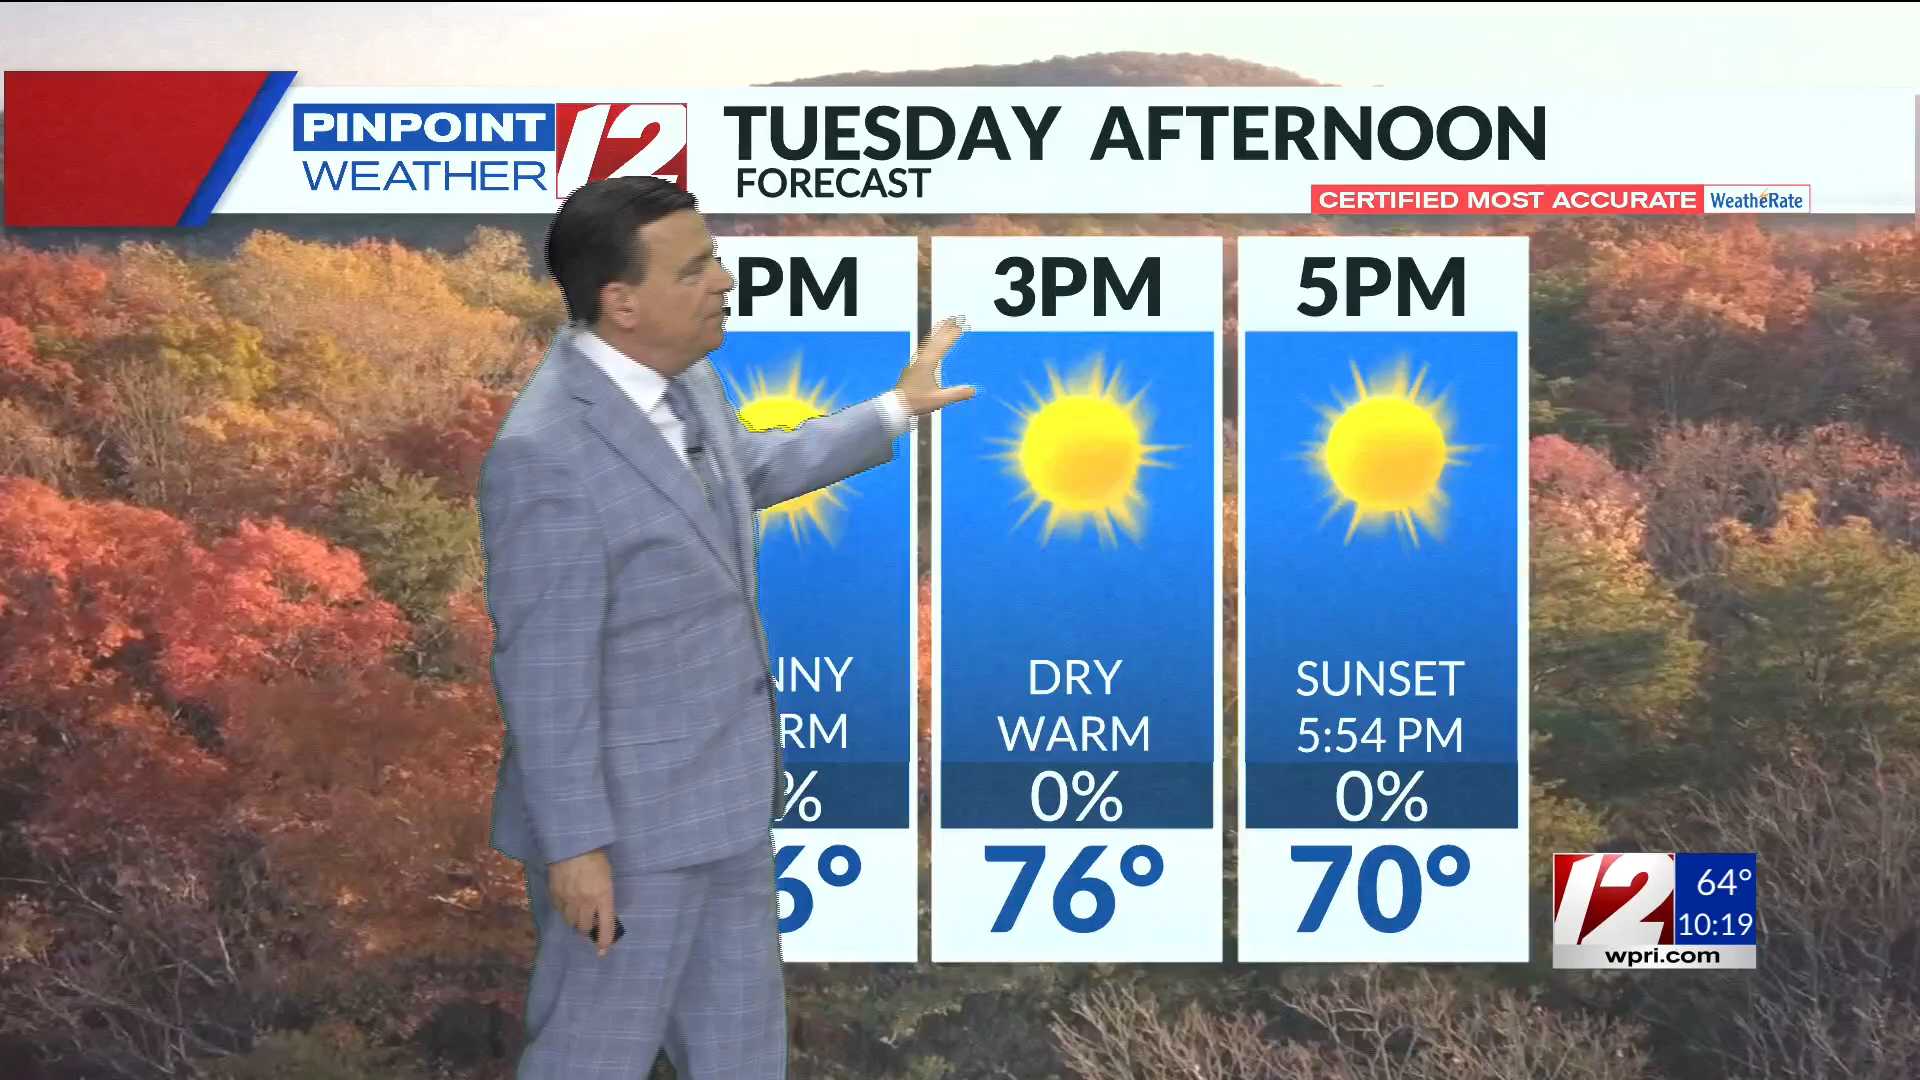 PINPOINT
WEATHER
12
TUESDAY AFTERNOON
FORECAST
CERTIFIED MOST ACCURATE WeatheRate
PM
3PM
5PM
DRY
WARM
0%
76°
SUNSET
5:54 PM
0%
70°
12
64°
10:19
wpri.com